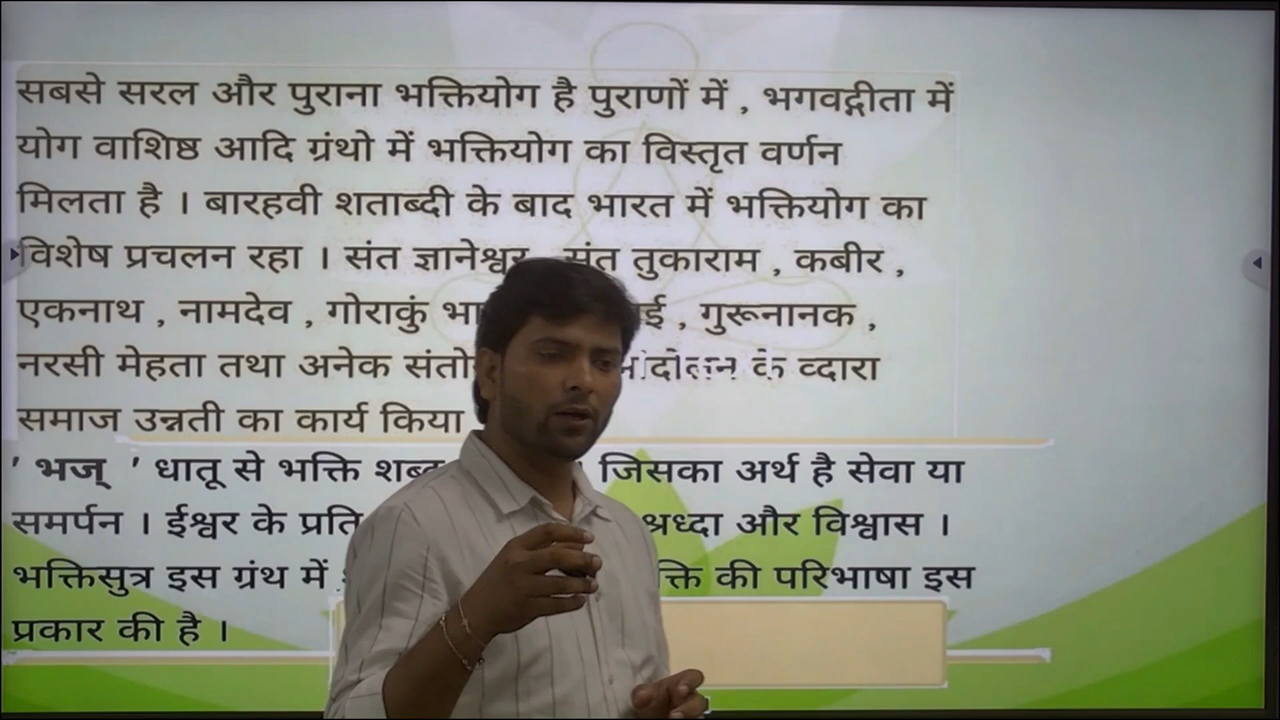 सबसे सरल और पुराना भक्तियोग है पुराणों में , भगवद्गीता में
योग वाशिष्ठ आदि ग्रंथो में भक्तियोग का विस्तृत वर्णन
मिलता है । बारहवी शताब्दी के बाद भारत में भक्तियोग का
विशेष प्रचलन रहा । संत ज्ञानेश्वर संत तुकाराम , कबीर ,
एकनाथ , नामदेव , गोराकुं , गुरूनानक ,
नरसी मेहता तथा अनेक के व्दारा
समाज उन्नती का कार्य किया
' भज् ' धातू से भक्ति जिसका अर्थ है सेवा या
समर्पन । ईश्वर के प्रति श्रध्दा और विश्वास ।
भक्तिसुत्र इस ग्रंथ में की परिभाषा इस
प्रकार की है ।